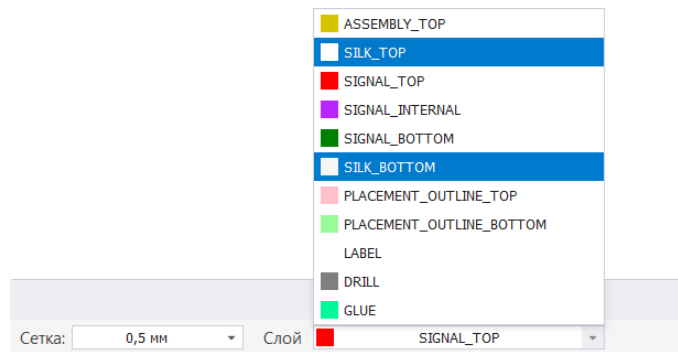 ASSEMBLY_TOP
SILK_TOP
SIGNAL_TOP
SIGNAL_INTERNAL
SIGNAL_BOTTOM
SILK_BOTTOM
PLACEMENT_OUTLINE_TOP
PLACEMENT_OUTLINE_BOTTOM
LABEL
DRILL
GLUE
Сетка: 0,5 мм Слой SIGNAL_TOP